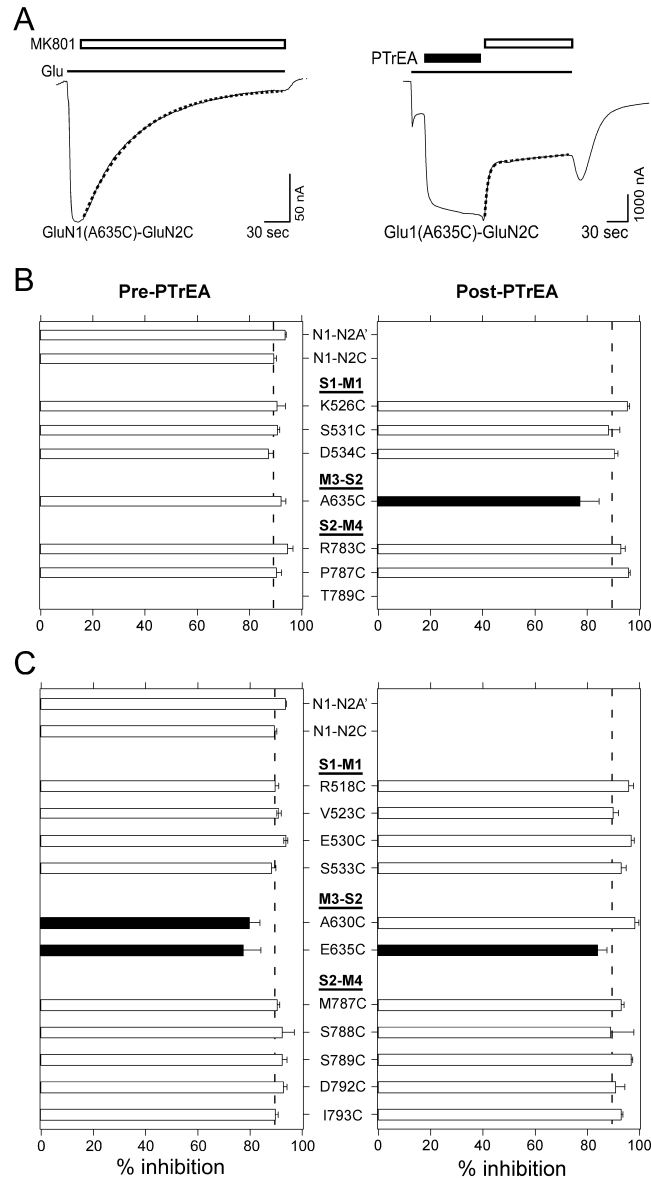 A
MK801
Glu
50 nA
30 sec
GluN1(A635C)-GluN2C
PTrEA
1000 nA
30 sec
Glu1(A635C)-GluN2C
B
Pre-PTrEA
Post-PTrEA
N1-N2A'
N1-N2C
S1-M1
K526C
S531C
D534C
M3-S2
A635C
S2-M4
R783C
P787C
T789C
0 20 40 60 80 100
0 20 40 60 80 100
C
N1-N2A'
N1-N2C
S1-M1
R518C
V523C
E530C
S533C
M3-S2
A630C
E635C
S2-M4
M787C
S788C
S789C
D792C
I793C
0 20 40 60 80 100
0 20 40 60 80 100
% inhibition
% inhibition